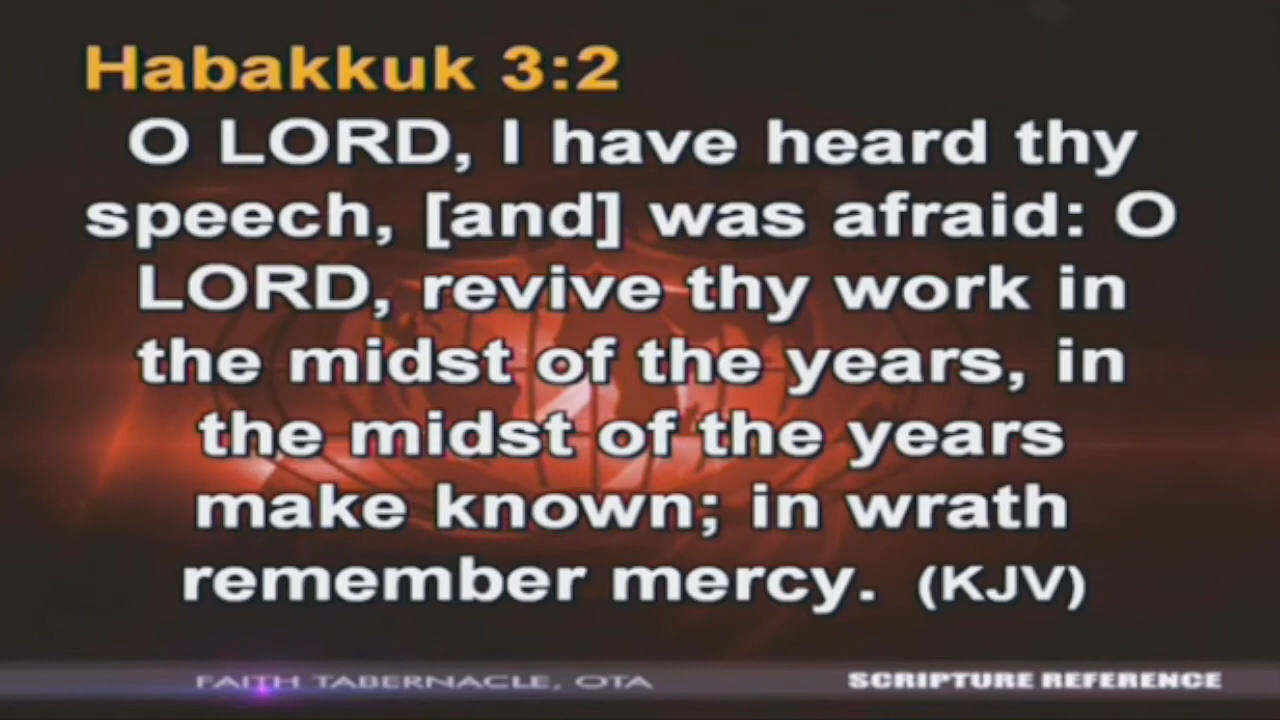 Habakkuk 3:2
O LORD, I have heard thy
speech, [and] was afraid: O
LORD, revive thy work in
the midst of the years, in
the midst of the years
make known; in wrath
remember mercy. (KJV)
FAITH TABERNACLE, OTA SCRIPTURE REFERENCE